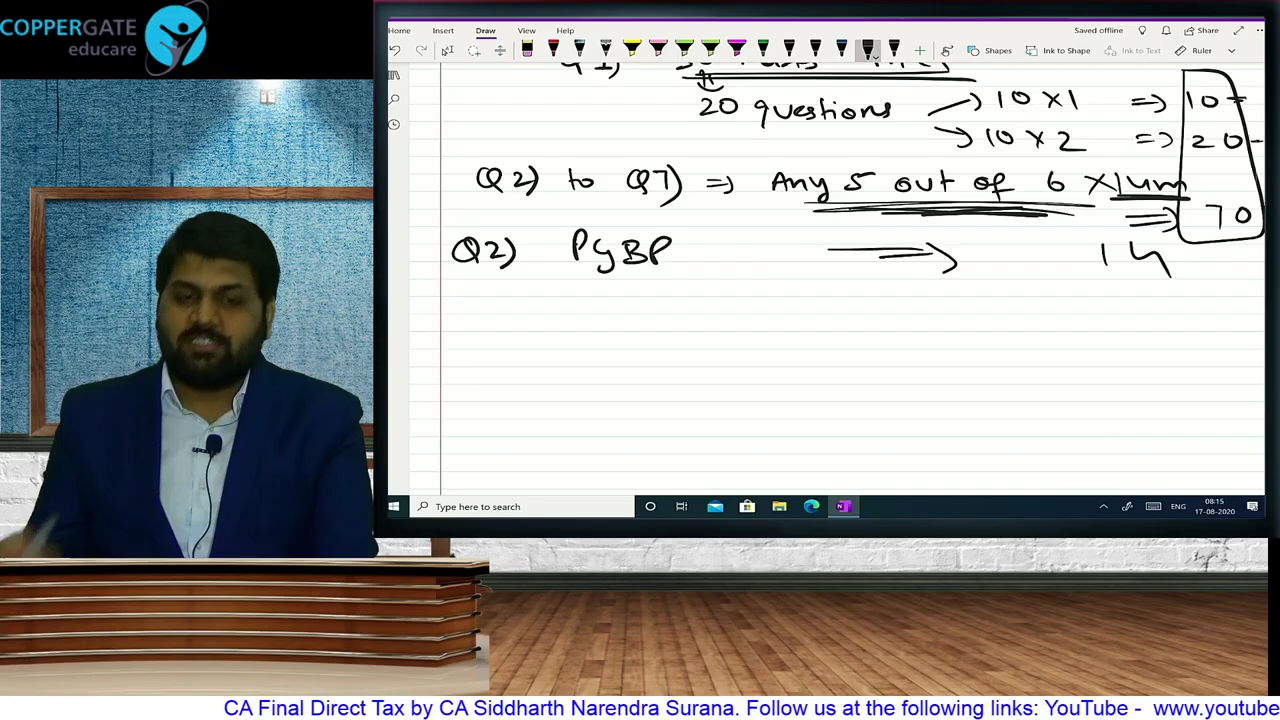 COPPERGATE
educare
Home Insert Draw View Help
Saved offline
Share
Shapes
Ink to Shape
Ink to Text
Ruler
Q1)
20 questions → 10 x 1 ⇒ 10
→ 10 x 2 ⇒ 20
Q2) to Q7) ⇒ Any 5 out of 6 x 14m
⇒ 70
Q2) PGBP ⇒ 14
Type here to search
ENG
08:15
17-08-2020
CA Final Direct Tax by CA Siddharth Narendra Surana. Follow us at the following links: YouTube - www.youtube